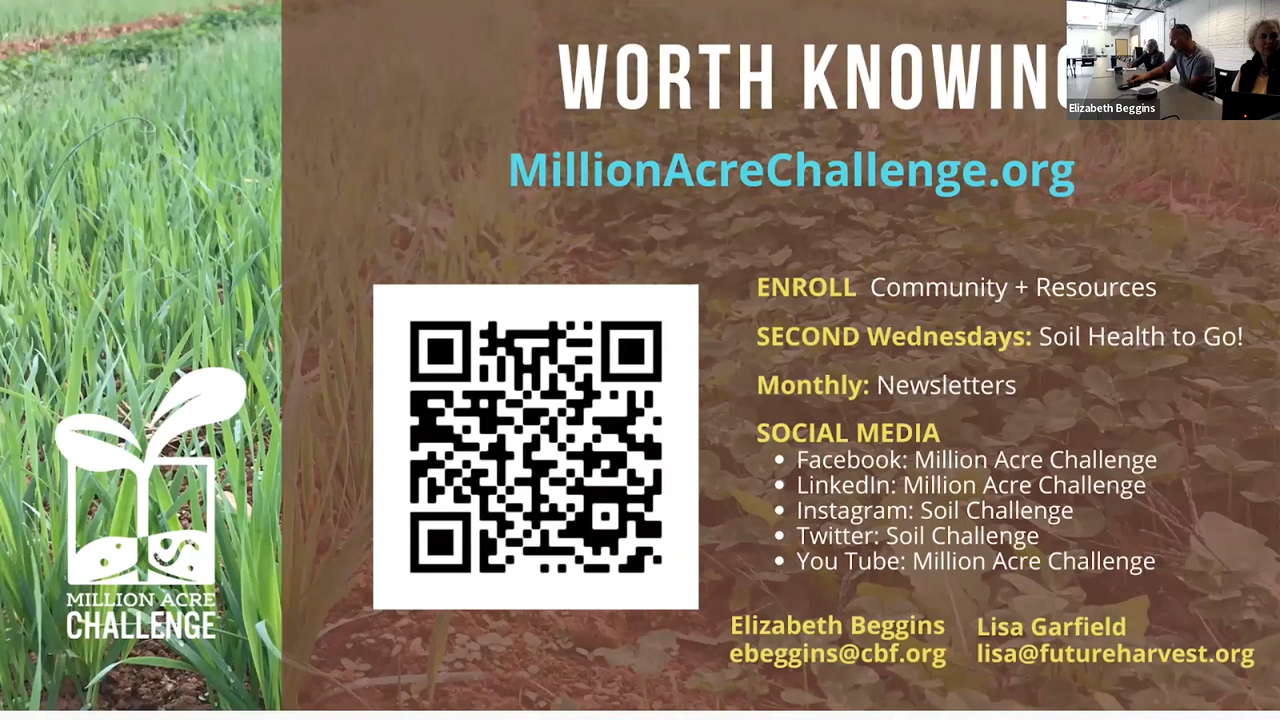 WORTH KNOWING
Elizabeth Beggins
MillionAcreChallenge.org
ENROLL Community + Resources
SECOND Wednesdays: Soil Health to Go!
Monthly: Newsletters
SOCIAL MEDIA
• Facebook: Million Acre Challenge
• LinkedIn: Million Acre Challenge
• Instagram: Soil Challenge
• Twitter: Soil Challenge
• You Tube: Million Acre Challenge
MILLION ACRE
CHALLENGE
Elizabeth Beggins Lisa Garfield
ebeggins@cbf.org lisa@futureharvest.org